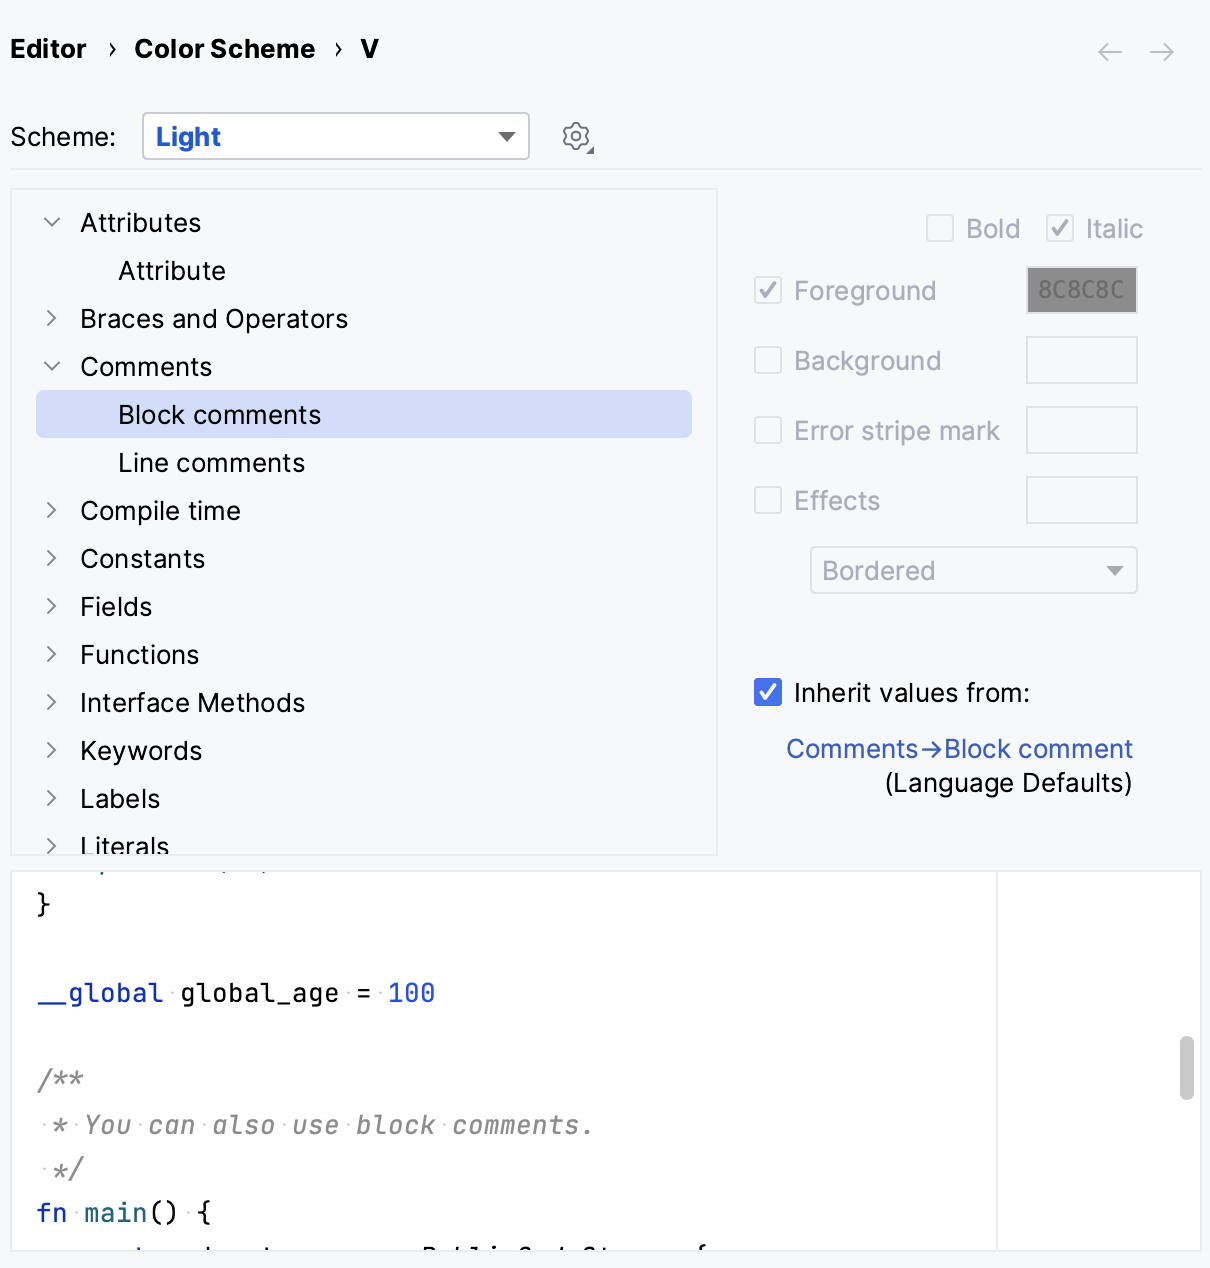 Editor › Color Scheme › V
Scheme: Light
Attributes
Attribute
Braces and Operators
Comments
Block comments
Line comments
Compile time
Constants
Fields
Functions
Interface Methods
Keywords
Labels
Literals
Bold Italic
Foreground 8C8C8C
Background
Error stripe mark
Effects
Bordered
Inherit values from:
Comments→Block comment
(Language Defaults)
}
__global global_age = 100
/**
* You can also use block comments.
*/
fn main() {